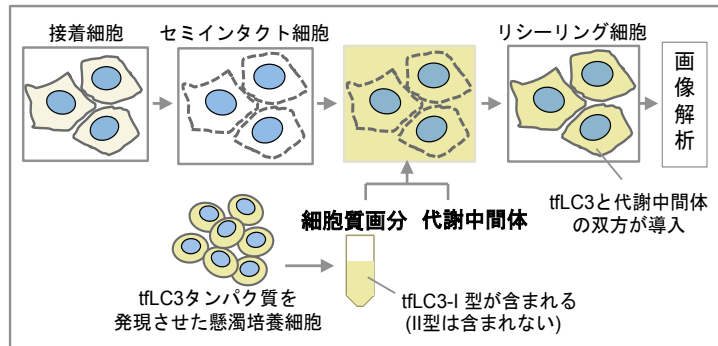 接着細胞
セミインタクト細胞
リシーリング細胞
画像解析
tfLC3と代謝中間体
の双方が導入
細胞質画分
代謝中間体
tfLC3タンパク質を
発現させた懸濁培養細胞
tfLC3-I 型が含まれる
(II型は含まれない)